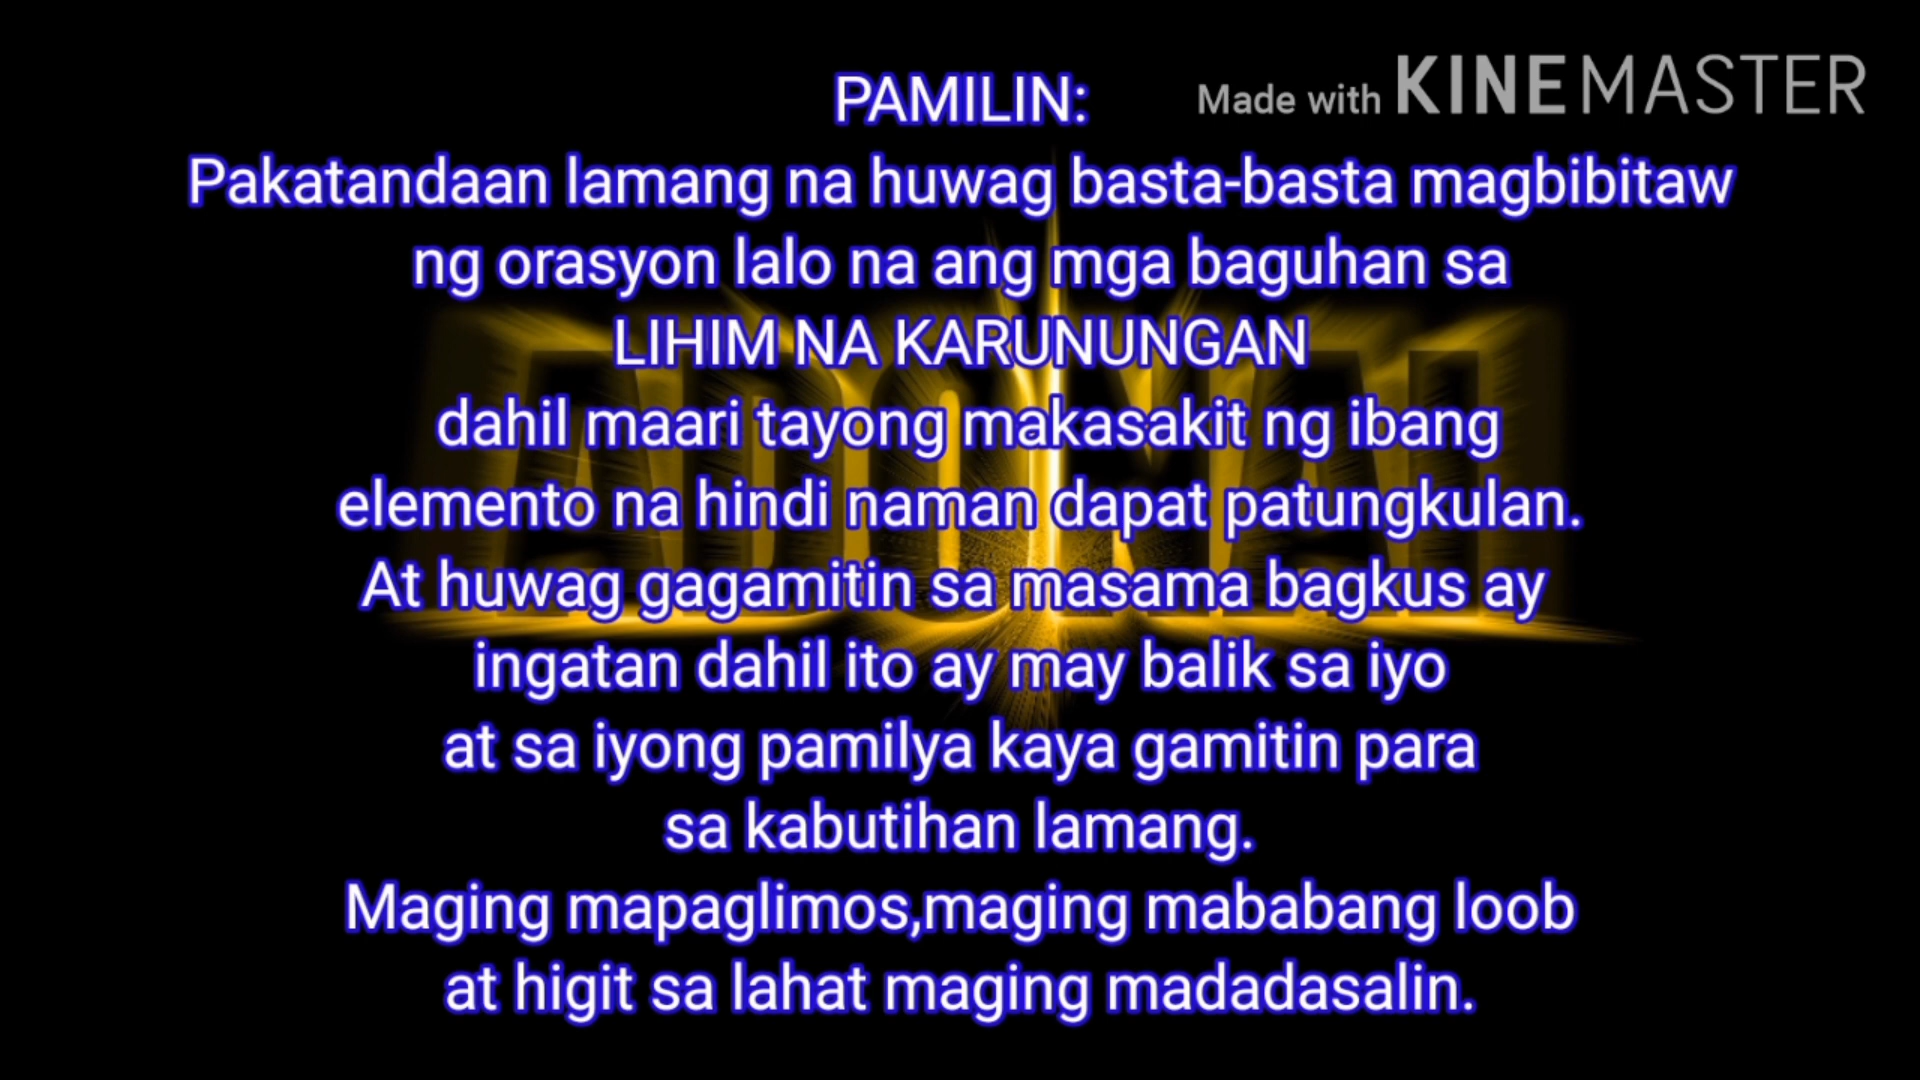 PAMILIN:
Made with KINEMASTER
Pakatandaan lamang na huwag basta-basta magbibitaw
ng orasyon lalo na ang mga baguhan sa
LIHIM NA KARUNUNGAN
dahil maari tayong makasakit ng ibang
elemento na hindi naman dapat patungkulan.
At huwag gagamitin sa masama bagkus ay
ingatan dahil ito ay may balik sa iyo
at sa iyong pamilya kaya gamitin para
sa kabutihan lamang.
Maging mapaglimos,maging mababang loob
at higit sa lahat maging madadasalin.
ADONAI